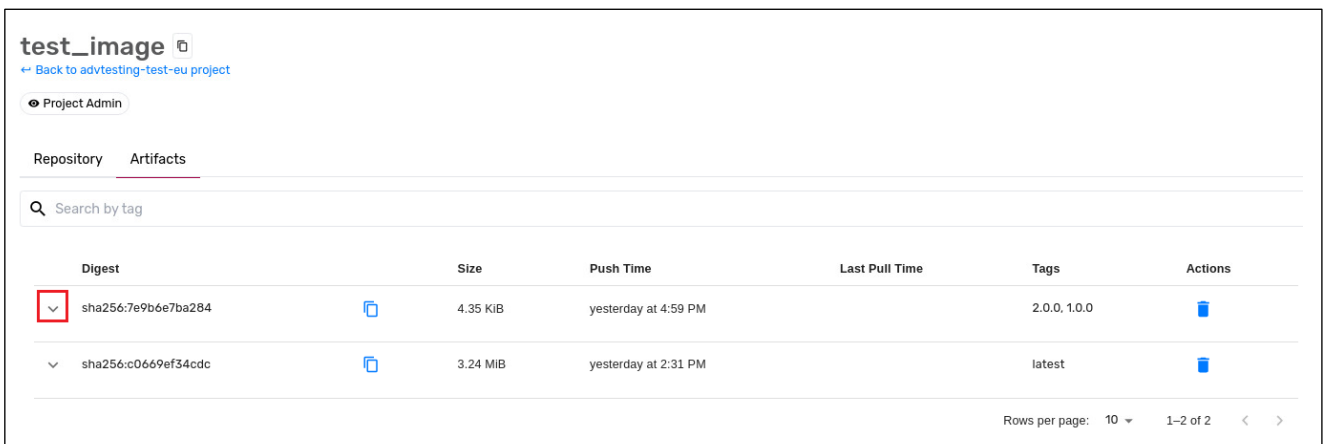 test_image
↩ Back to advtesting-test-eu project
Project Admin
Repository Artifacts
Search by tag
Digest Size Push Time Last Pull Time Tags Actions
sha256:7e9b6e7ba284 4.35 KiB yesterday at 4:59 PM 2.0.0, 1.0.0
sha256:c0669ef34cdc 3.24 MiB yesterday at 2:31 PM latest
Rows per page: 10 1–2 of 2